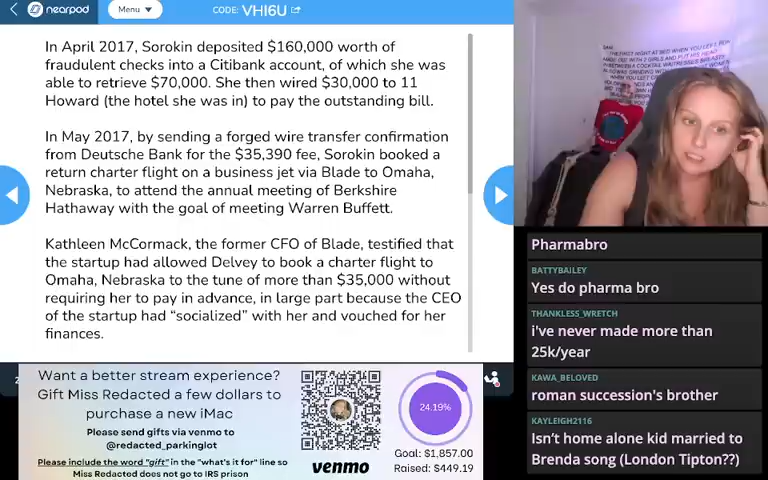 nearpod
Menu
CODE: VHI6U
In April 2017, Sorokin deposited $160,000 worth of
fraudulent checks into a Citibank account, of which she was
able to retrieve $70,000. She then wired $30,000 to 11
Howard (the hotel she was in) to pay the outstanding bill.
In May 2017, by sending a forged wire transfer confirmation
from Deutsche Bank for the $35,390 fee, Sorokin booked a
return charter flight on a business jet via Blade to Omaha,
Nebraska, to attend the annual meeting of Berkshire
Hathaway with the goal of meeting Warren Buffett.
Kathleen McCormack, the former CFO of Blade, testified that
the startup had allowed Delvey to book a charter flight to
Omaha, Nebraska to the tune of more than $35,000 without
requiring her to pay in advance, in large part because the CEO
of the startup had “socialized” with her and vouched for her
finances.
Want a better stream experience?
Gift Miss Redacted a few dollars to
purchase a new iMac
Please send gifts via venmo to
@redacted_parkinglot
Please include the word "gift" in the "what's it for" line so
Miss Redacted does not go to IRS prison
venmo
24.19%
Goal: $1,857.00
Raised: $449.19
Pharmabro
BATTYBAILEY
Yes do pharma bro
THANKLESS_WRETCH
i've never made more than
25k/year
KAWA_BELOVED
roman succession's brother
KAYLEIGH2116
Isn't home alone kid married to
Brenda song (London Tipton??)